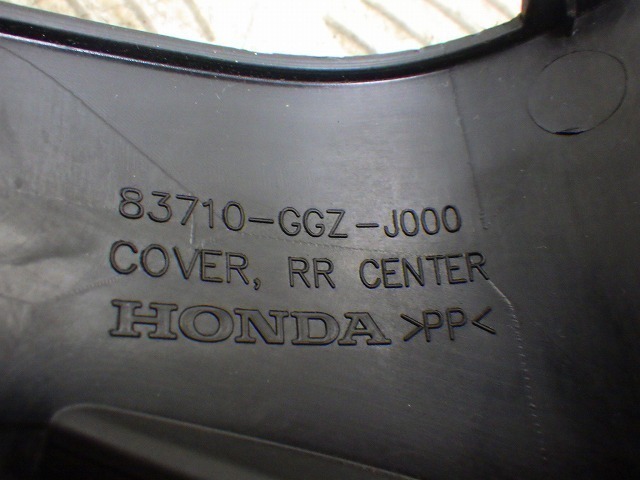 83710-GGZ-J000
COVER, RR CENTER
HONDA >PP<